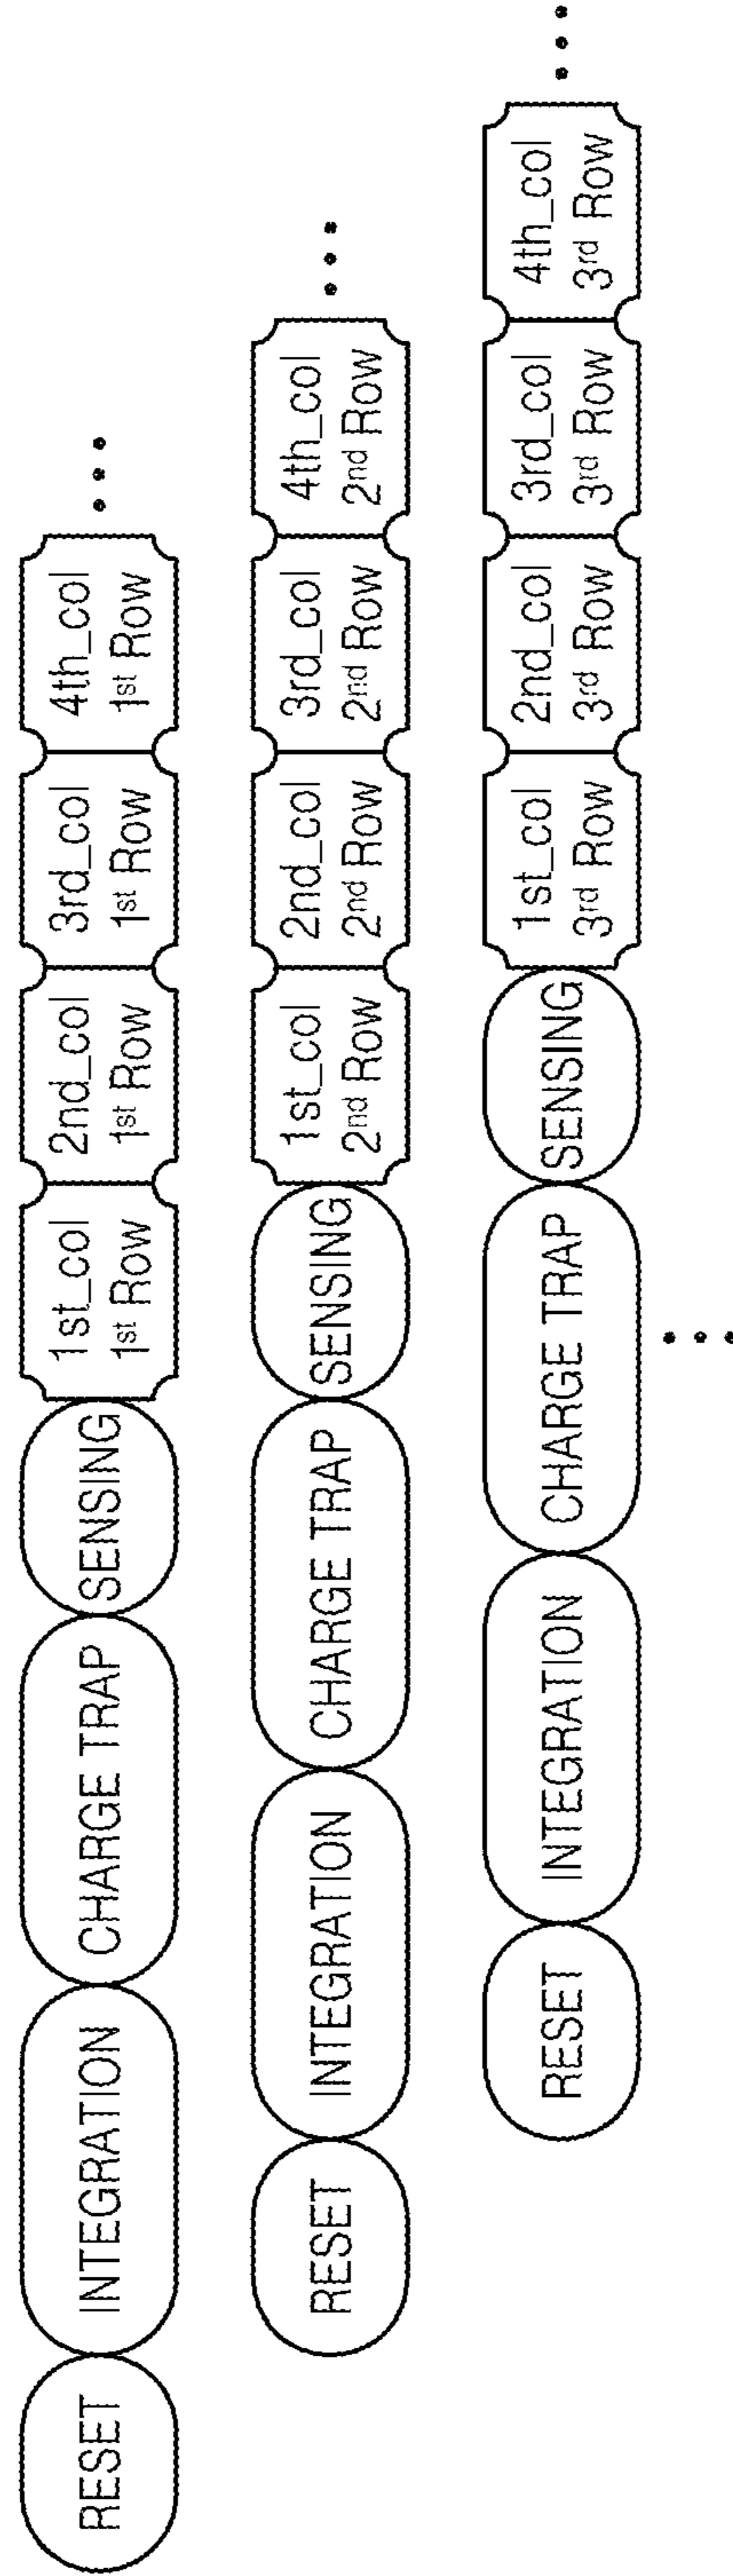 RESET
INTEGRATION
CHARGE TRAP
SENSING
1st_col
1st Row
2nd_col
1st Row
3rd_col
1st Row
4th_col
1st Row
RESET
INTEGRATION
CHARGE TRAP
SENSING
1st_col
2nd Row
2nd_col
2nd Row
3rd_col
2nd Row
4th_col
2nd Row
RESET
INTEGRATION
CHARGE TRAP
SENSING
1st_col
3rd Row
2nd_col
3rd Row
3rd_col
3rd Row
4th_col
3rd Row